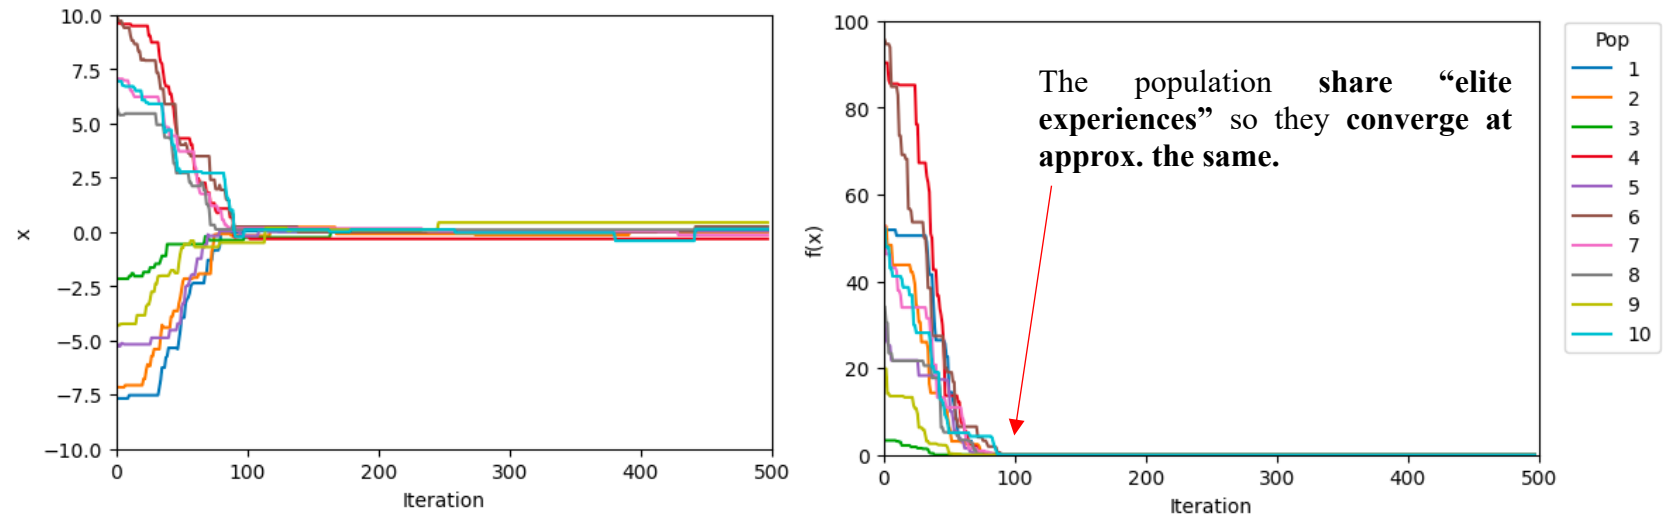 10.0
7.5
5.0
2.5
0.0
−2.5
−5.0
−7.5
−10.0
x
0 100 200 300 400 500
Iteration
100
80
60
40
20
0
f(x)
0 100 200 300 400 500
Iteration
The population share “elite
experiences” so they converge at
approx. the same.
Pop
1
2
3
4
5
6
7
8
9
10